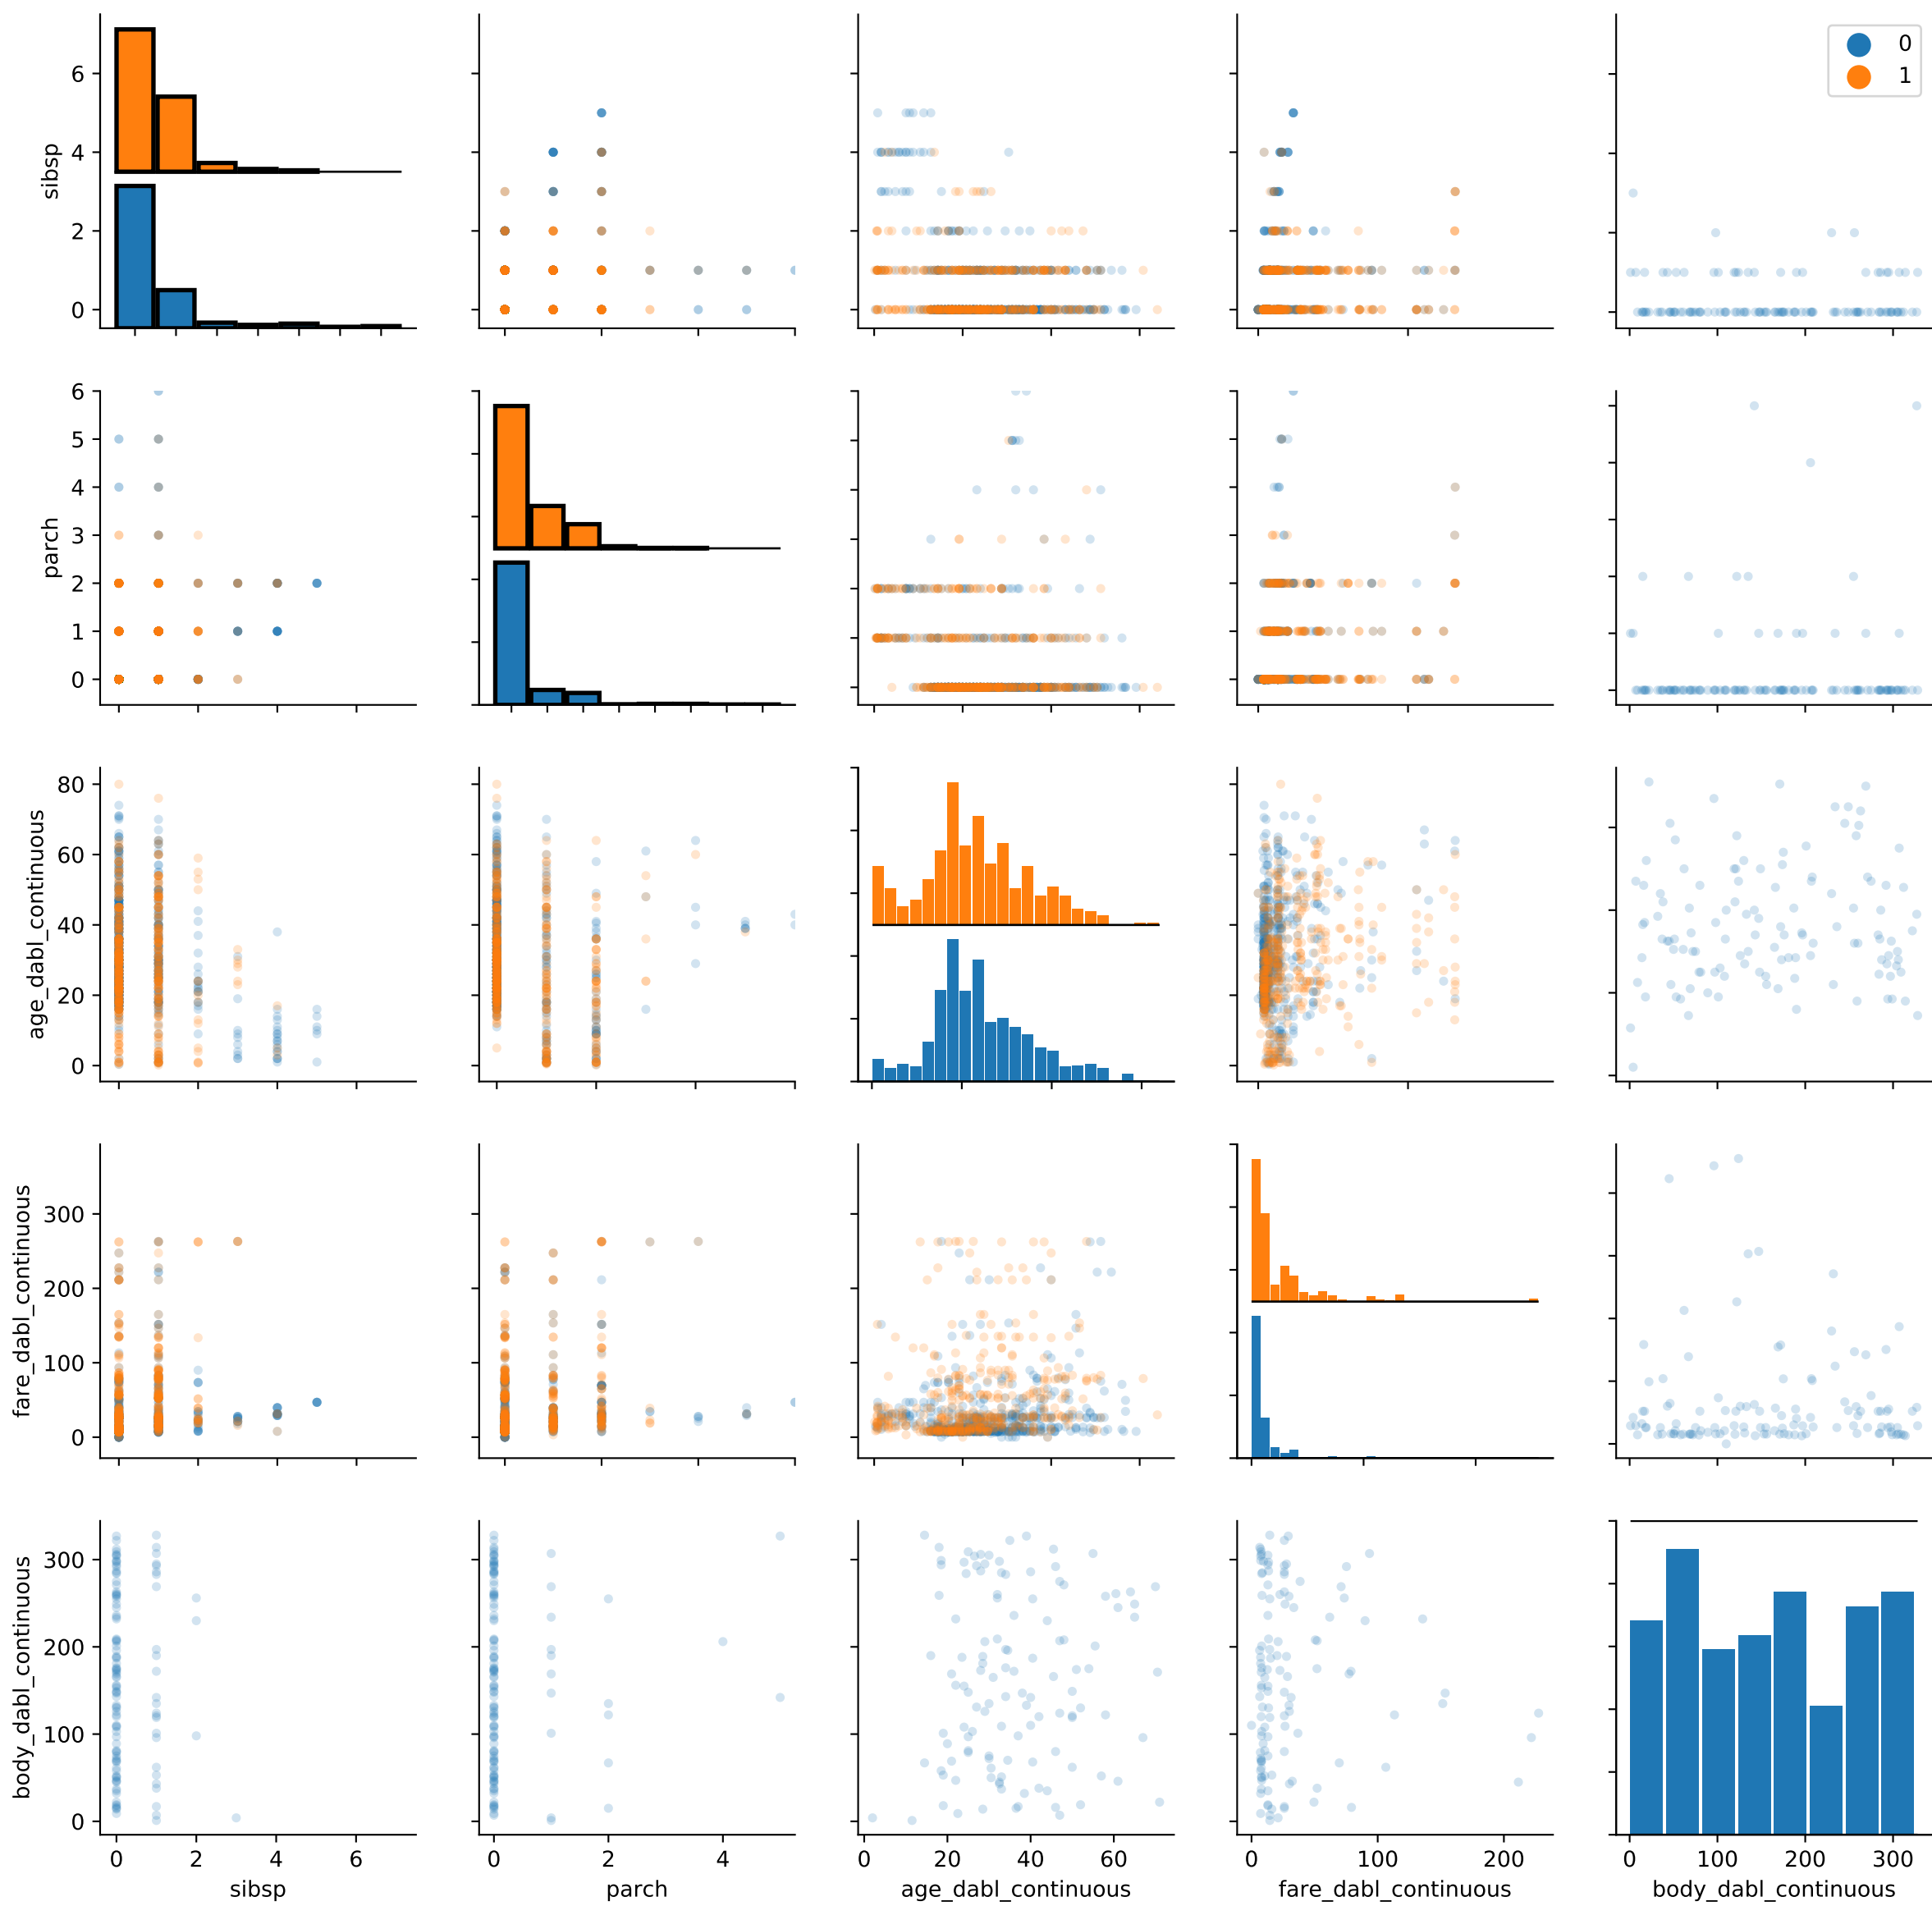 0
1
6
4
2
0
sibsp
6
5
4
3
2
1
0
parch
80
60
40
20
0
age_dabl_continuous
300
200
100
0
fare_dabl_continuous
300
200
100
0
body_dabl_continuous
0 2 4 6
sibsp
0 2 4
parch
0 20 40 60
age_dabl_continuous
0 100 200
fare_dabl_continuous
0 100 200 300
body_dabl_continuous